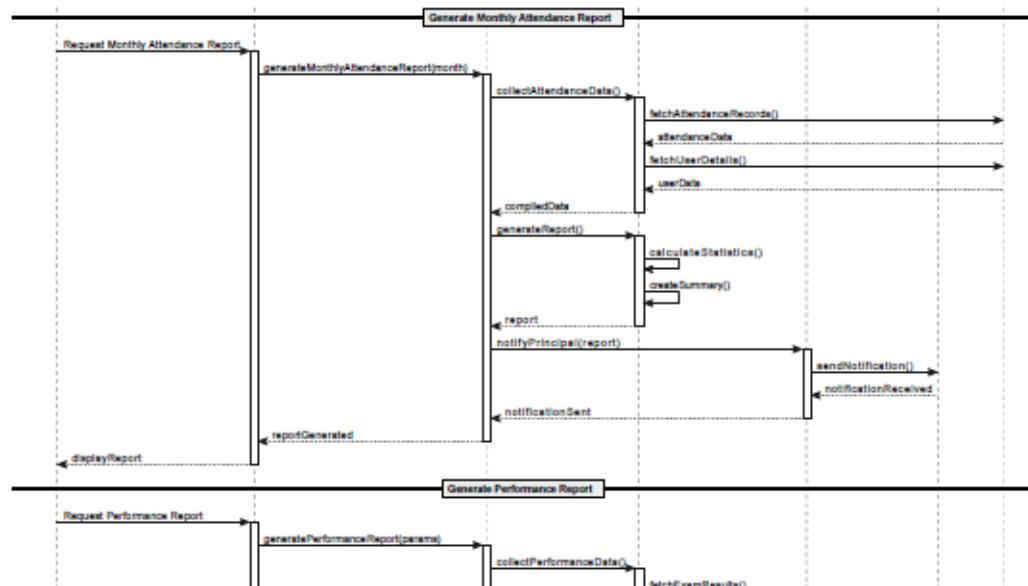 Generate Monthly Attendance Report
Request Monthly Attendance Report
generateMonthlyAttendanceReport(month)
collectAttendanceData()
fetchAttendanceRecords()
attendanceData
fetchUserDetails()
userData
compiledData
generateReport()
calculateStatistics()
createSummary()
report
notifyPrincipal(report)
sendNotification()
notificationReceived
notificationSent
reportGenerated
displayReport
Generate Performance Report
Request Performance Report
generatePerformanceReport(params)
collectPerformanceData()
fetchExamResults()